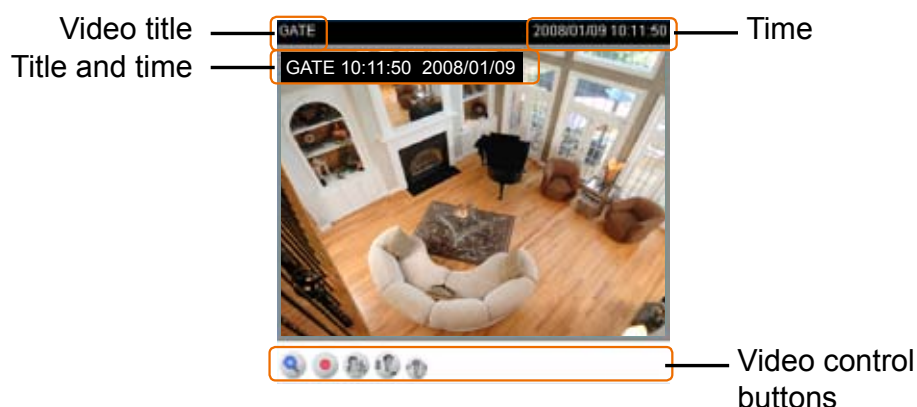 Video title
GATE
2008/01/09 10:11:50
Time
Title and time
GATE 10:11:50 2008/01/09
Video control
buttons